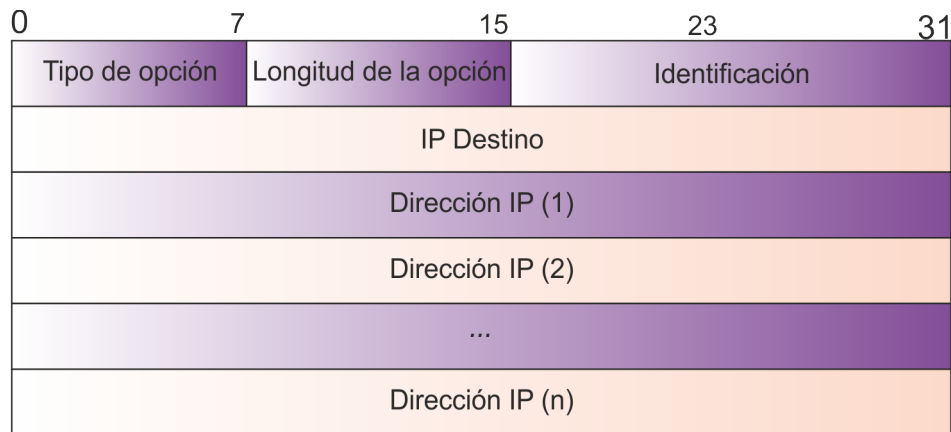 0 7 15 23 31
Tipo de opción Longitud de la opción Identificación
IP Destino
Dirección IP (1)
Dirección IP (2)
...
Dirección IP (n)